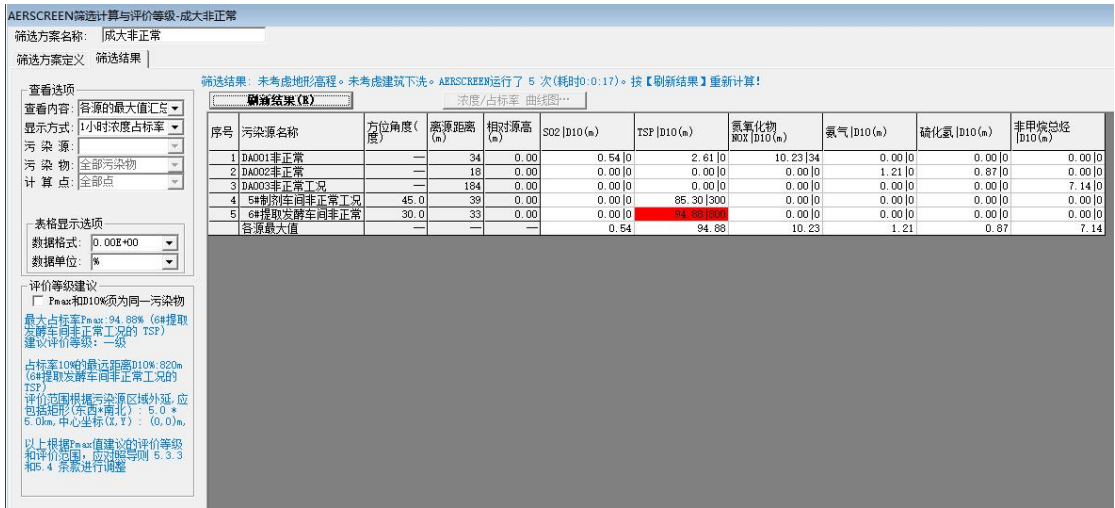 AERSCREEN筛选计算与评价等级-成大非正常
筛选方案名称: 成大非正常
筛选方案定义 筛选结果
查看选项
查看内容: 各源的最大值汇总
显示方式: 1小时浓度占标率
污 染 源:
污 染 物: 全部污染物
计 算 点: 全部点
表格显示选项
数据格式: 0.00E+00
数据单位: %
评价等级建议
Pmax和D10%须为同一污染物
最大占标率Pmax:94.88% (6#提取
发酵车间非正常工况的 TSP)
建议评价等级: 一级
占标率10%的最远距离D10%:820m
(6#提取发酵车间非正常工况的
TSP)
评价范围根据污染源区域外延,应
包括矩形(东西*南北) : 5.0 *
5.0km,中心坐标(X,Y) : (0,0)m,
以上根据Pmax值建议的评价等级
和评价范围, 应对照导则 5.3.3
和5.4 条款进行调整
筛选结果: 未考虑地形高程。未考虑建筑下洗。AERSCREEN运行了 5 次(耗时0:0:17)。按【刷新结果】重新计算!
刷新结果(R) 浓度/占标率 曲线图…
序号 污染源名称 方位角度(度) 离源距离(m) 相对源高(m) SO2|D10(m) TSP|D10(m) 氮氧化物NOX|D10(m) 氨气|D10(m) 硫化氢|D10(m) 非甲烷总烃|D10(m)
1 DA001非正常 — 34 0.00 0.54|0 2.61|0 10.23|34 0.00|0 0.00|0 0.00|0
2 DA002非正常 — 18 0.00 0.00|0 0.00|0 0.00|0 1.21|0 0.87|0 0.00|0
3 DA003非正常工况 — 184 0.00 0.00|0 0.00|0 0.00|0 0.00|0 0.00|0 7.14|0
4 5#制剂车间非正常工况 45.0 39 0.00 0.00|0 85.30|300 0.00|0 0.00|0 0.00|0 0.00|0
5 6#提取发酵车间非正常 30.0 33 0.00 0.00|0 94.88|800 0.00|0 0.00|0 0.00|0 0.00|0
各源最大值 — — — 0.54 94.88 10.23 1.21 0.87 7.14